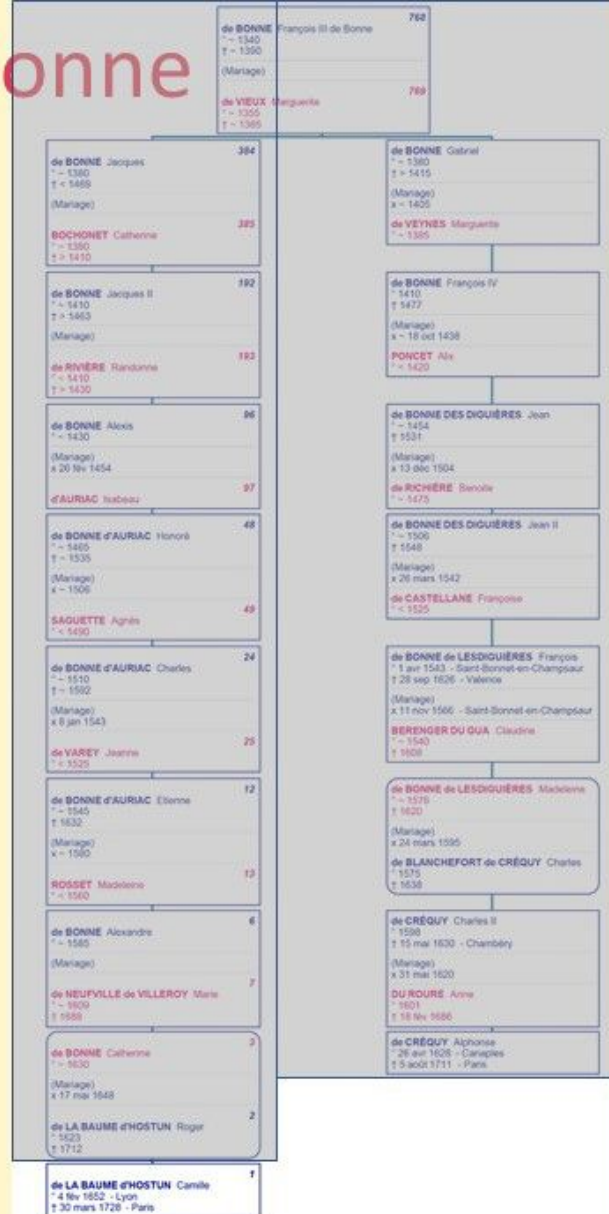 onne
768
de BONNE François III de Bonne
° ~ 1340
† ~ 1390
(Mariage)
769
de VIEUX Marguerite
° ~ 1355
† ~ 1385
384
de BONNE Jacques
° ~ 1380
† < 1469
(Mariage)
385
BOCHONET Catherine
° ~ 1390
† > 1410
192
de BONNE Jacques II
° ~ 1410
† > 1463
(Mariage)
193
de RIVIÈRE Randonne
° ~ 1410
† > 1430
96
de BONNE Alexis
° ~ 1430
(Mariage)
x 20 fév 1454
97
d'AURIAC Isabeau
48
de BONNE d'AURIAC Honoré
° ~ 1465
† ~ 1535
(Mariage)
x ~ 1506
49
SAGUETTE Agnès
° < 1490
24
de BONNE d'AURIAC Charles
° ~ 1510
† ~ 1592
(Mariage)
x 8 jan 1543
25
de VAREY Jeanne
° < 1525
12
de BONNE d'AURIAC Etienne
° ~ 1545
† 1632
(Mariage)
x ~ 1580
13
ROSSET Madeleine
° < 1560
6
de BONNE Alexandre
° ~ 1585
(Mariage)
7
de NEUFVILLE de VILLEROY Marie
° ~ 1609
† 1688
3
de BONNE Catherine
° ~ 1630
(Mariage)
x 17 mai 1648
2
de LA BAUME d'HOSTUN Roger
° 1623
† 1712
1
de LA BAUME d'HOSTUN Camille
° 4 fév 1652 - Lyon
† 30 mars 1728 - Paris
de BONNE Gabriel
° ~ 1380
† > 1415
(Mariage)
x ~ 1405
de VEYNES Marguerite
° ~ 1385
de BONNE François IV
° 1410
† 1477
(Mariage)
x ~ 18 oct 1438
PONCET Alix
° ~ 1420
de BONNE DES DIGUIÈRES Jean
° ~ 1454
† 1531
(Mariage)
x 13 déc 1504
de RICHIÈRE Benoite
° ~ 1475
de BONNE DES DIGUIÈRES Jean II
° ~ 1506
† 1548
(Mariage)
x 26 mars 1542
de CASTELLANE Françoise
° < 1525
de BONNE de LESDIGUIÈRES François
° 1 avr 1543 - Saint-Bonnet-en-Champsaur
† 28 sep 1626 - Valence
(Mariage)
x 11 nov 1566 - Saint-Bonnet-en-Champsaur
BERENGER DU GUA Claudine
° ~ 1540
† 1608
de BONNE de LESDIGUIÈRES Madeleine
° ~ 1576
† 1620
(Mariage)
x 24 mars 1595
de BLANCHEFORT de CRÉQUY Charles
° 1575
† 1638
de CRÉQUY Charles II
° 1598
† 15 mai 1630 - Chambéry
(Mariage)
x 31 mai 1620
DU ROURE Anne
° 1601
† 18 fév 1686
de CRÉQUY Alphonse
° 26 avr 1628 - Canaples
† 5 août 1711 - Paris